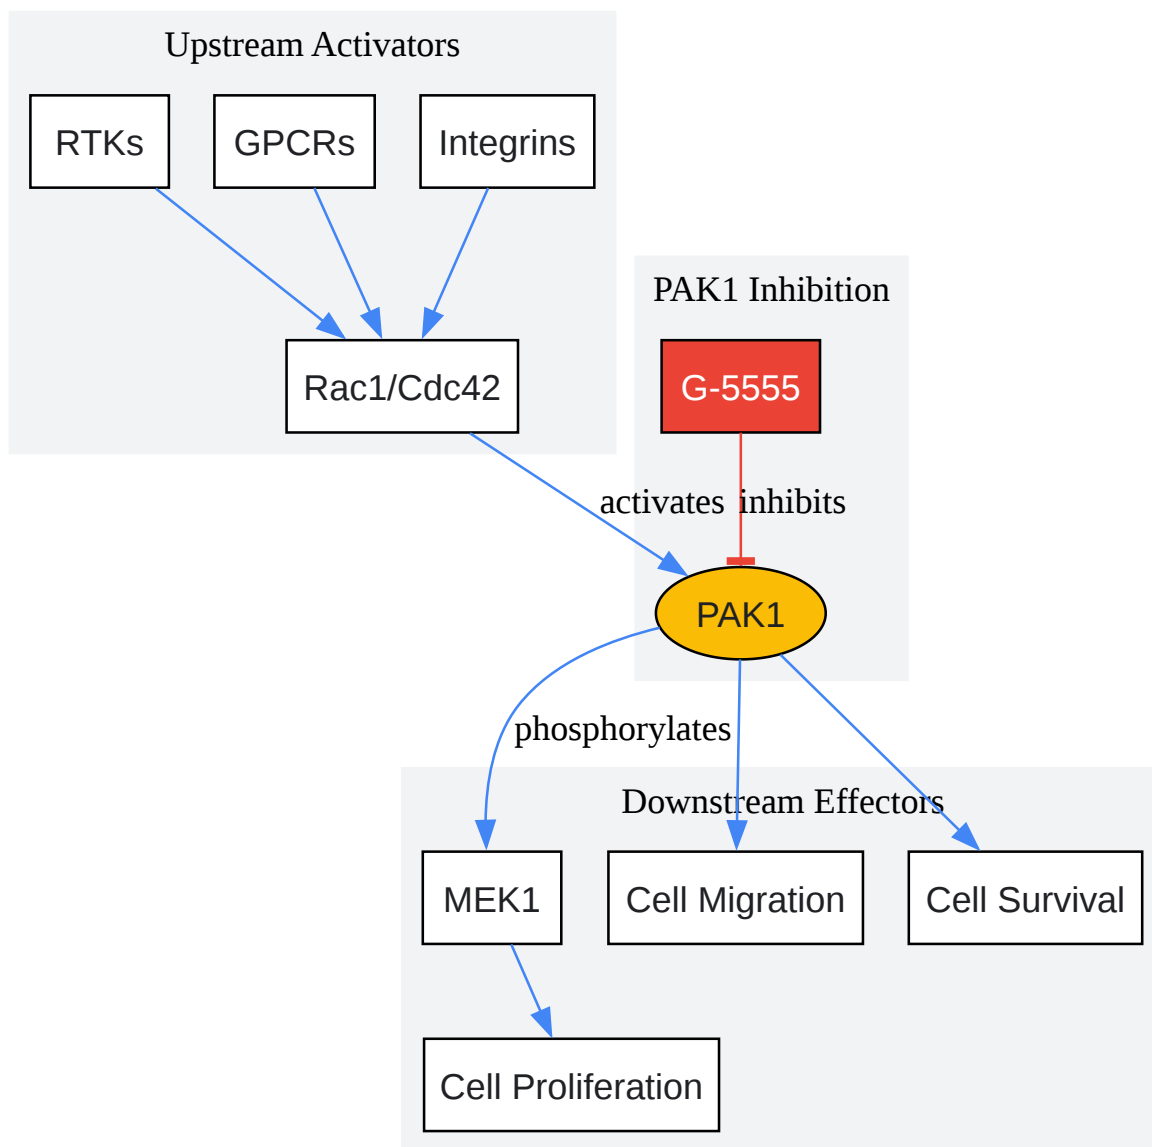 Upstream Activators
RTKs
GPCRs
Integrins
PAK1 Inhibition
Rac1/Cdc42
G-5555
activates
inhibits
PAK1
phosphorylates
Downstream Effectors
MEK1
Cell Migration
Cell Survival
Cell Proliferation